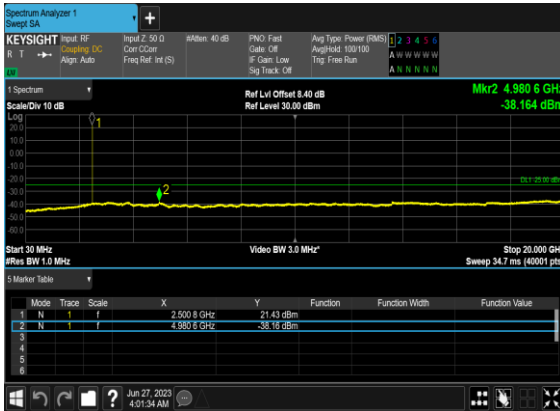 Spectrum Analyzer 1
Swept SA
+
KEYSIGHT
R T
Input: RF
Coupling: DC
Align: Auto
Input Z: 50 Ω
Corr CCorr
Freq Ref: Int (S)
#Atten: 40 dB
PNO: Fast
Gate: Off
IF Gain: Low
Sig Track: Off
Avg Type: Power (RMS)
Avg|Hold: 100/100
Trig: Free Run
1 2 3 4 5 6
A W W W W W
A N N N N N
1 Spectrum
Scale/Div 10 dB
Ref Lvl Offset 8.40 dB
Ref Level 30.00 dBm
Mkr2 4.980 6 GHz
-38.164 dBm
Log
20.0
10.0
0.00
-10.0
-20.0
-30.0
-40.0
-50.0
-60.0
1
2
DL1 -25.00 dBm
Start 30 MHz
#Res BW 1.0 MHz
Video BW 3.0 MHz*
Stop 20.000 GHz
Sweep 34.7 ms (40001 pts)
5 Marker Table
Mode Trace Scale X Y Function Function Width Function Value
1 N 1 f 2.500 8 GHz 21.43 dBm
2 N 1 f 4.980 6 GHz -38.16 dBm
3
4
5
6
?
Jun 27, 2023
4:01:34 AM